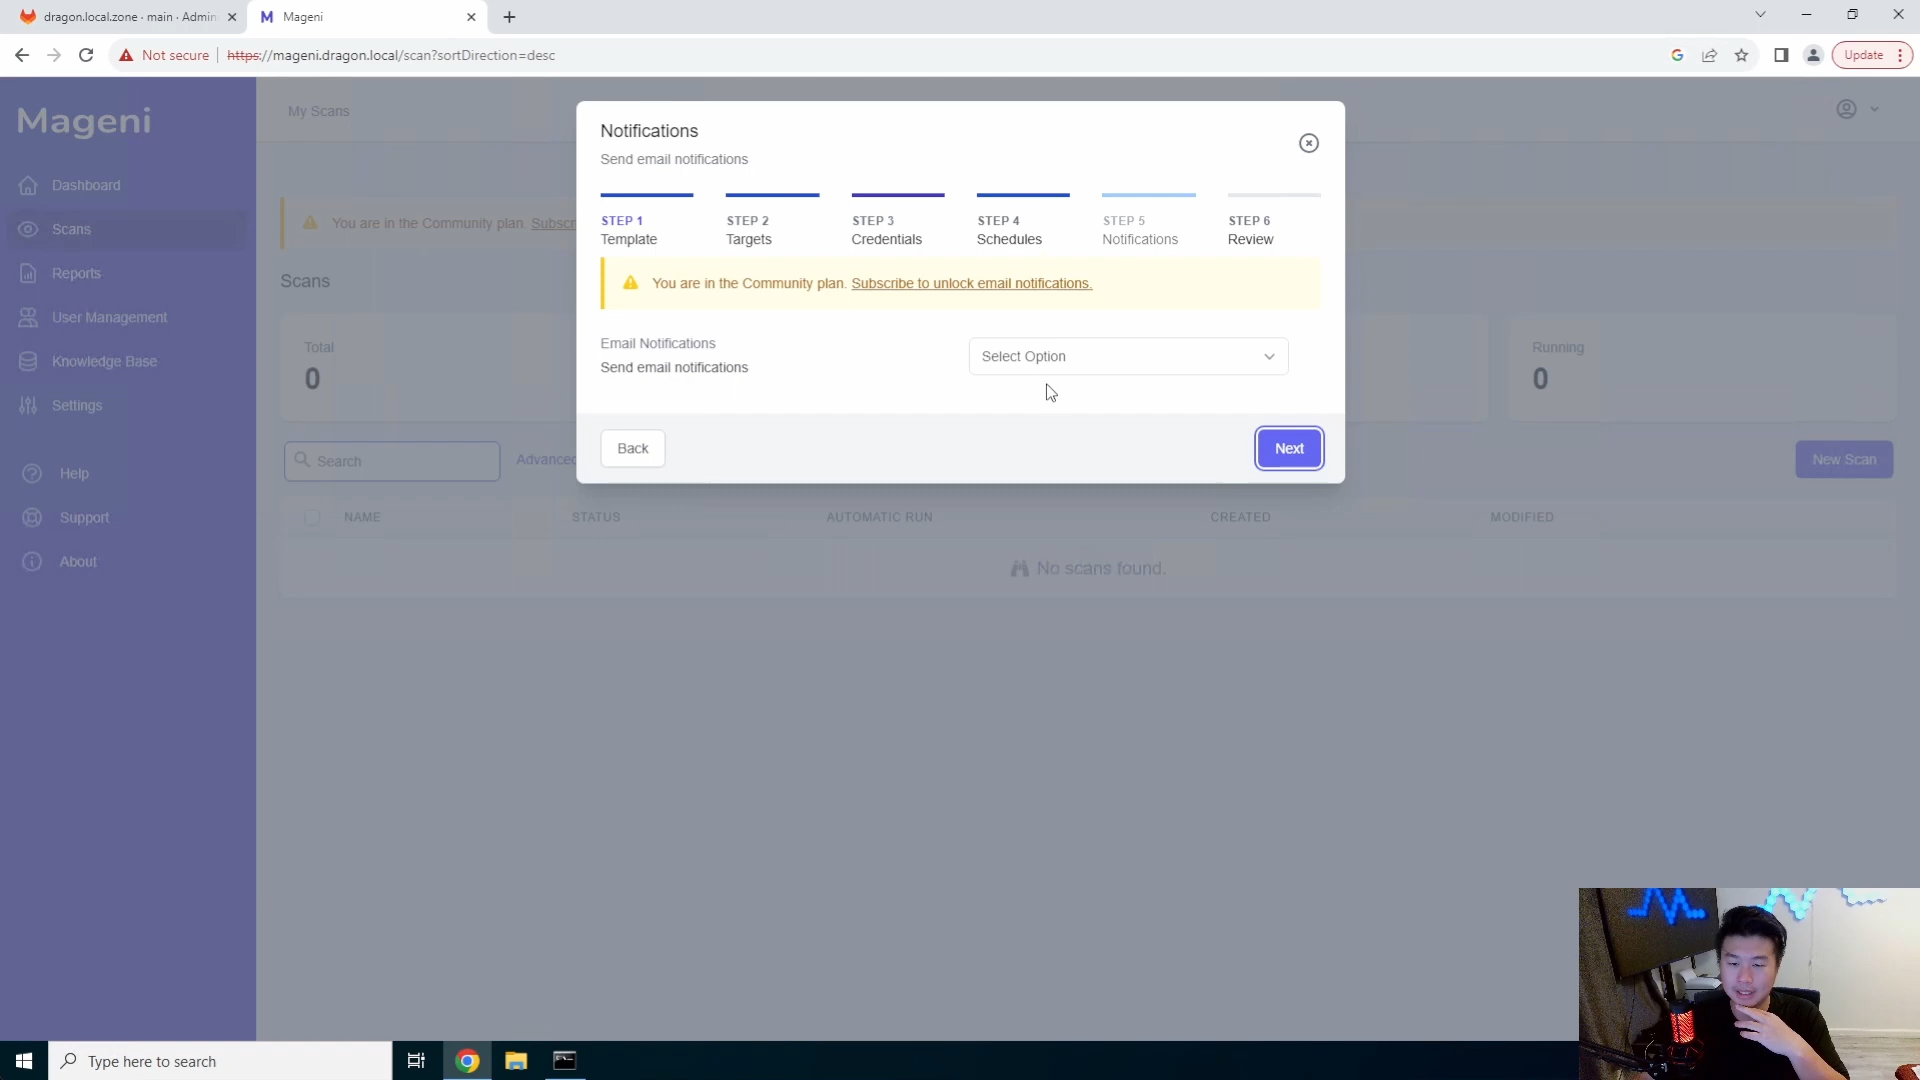 dragon.local.zone · main · Admin
Mageni
Not secure
https://mageni.dragon.local/scan?sortDirection=desc
Update
Mageni
Dashboard
Scans
Reports
User Management
Knowledge Base
Settings
Help
Support
About
My Scans
You are in the Community plan. Subscr
Scans
Total
0
Running
0
Search
Advanced
New Scan
NAME
STATUS
AUTOMATIC RUN
CREATED
MODIFIED
No scans found.
Notifications
Send email notifications
STEP 1
Template
STEP 2
Targets
STEP 3
Credentials
STEP 4
Schedules
STEP 5
Notifications
STEP 6
Review
You are in the Community plan. Subscribe to unlock email notifications.
Email Notifications
Send email notifications
Select Option
Back
Next
Type here to search